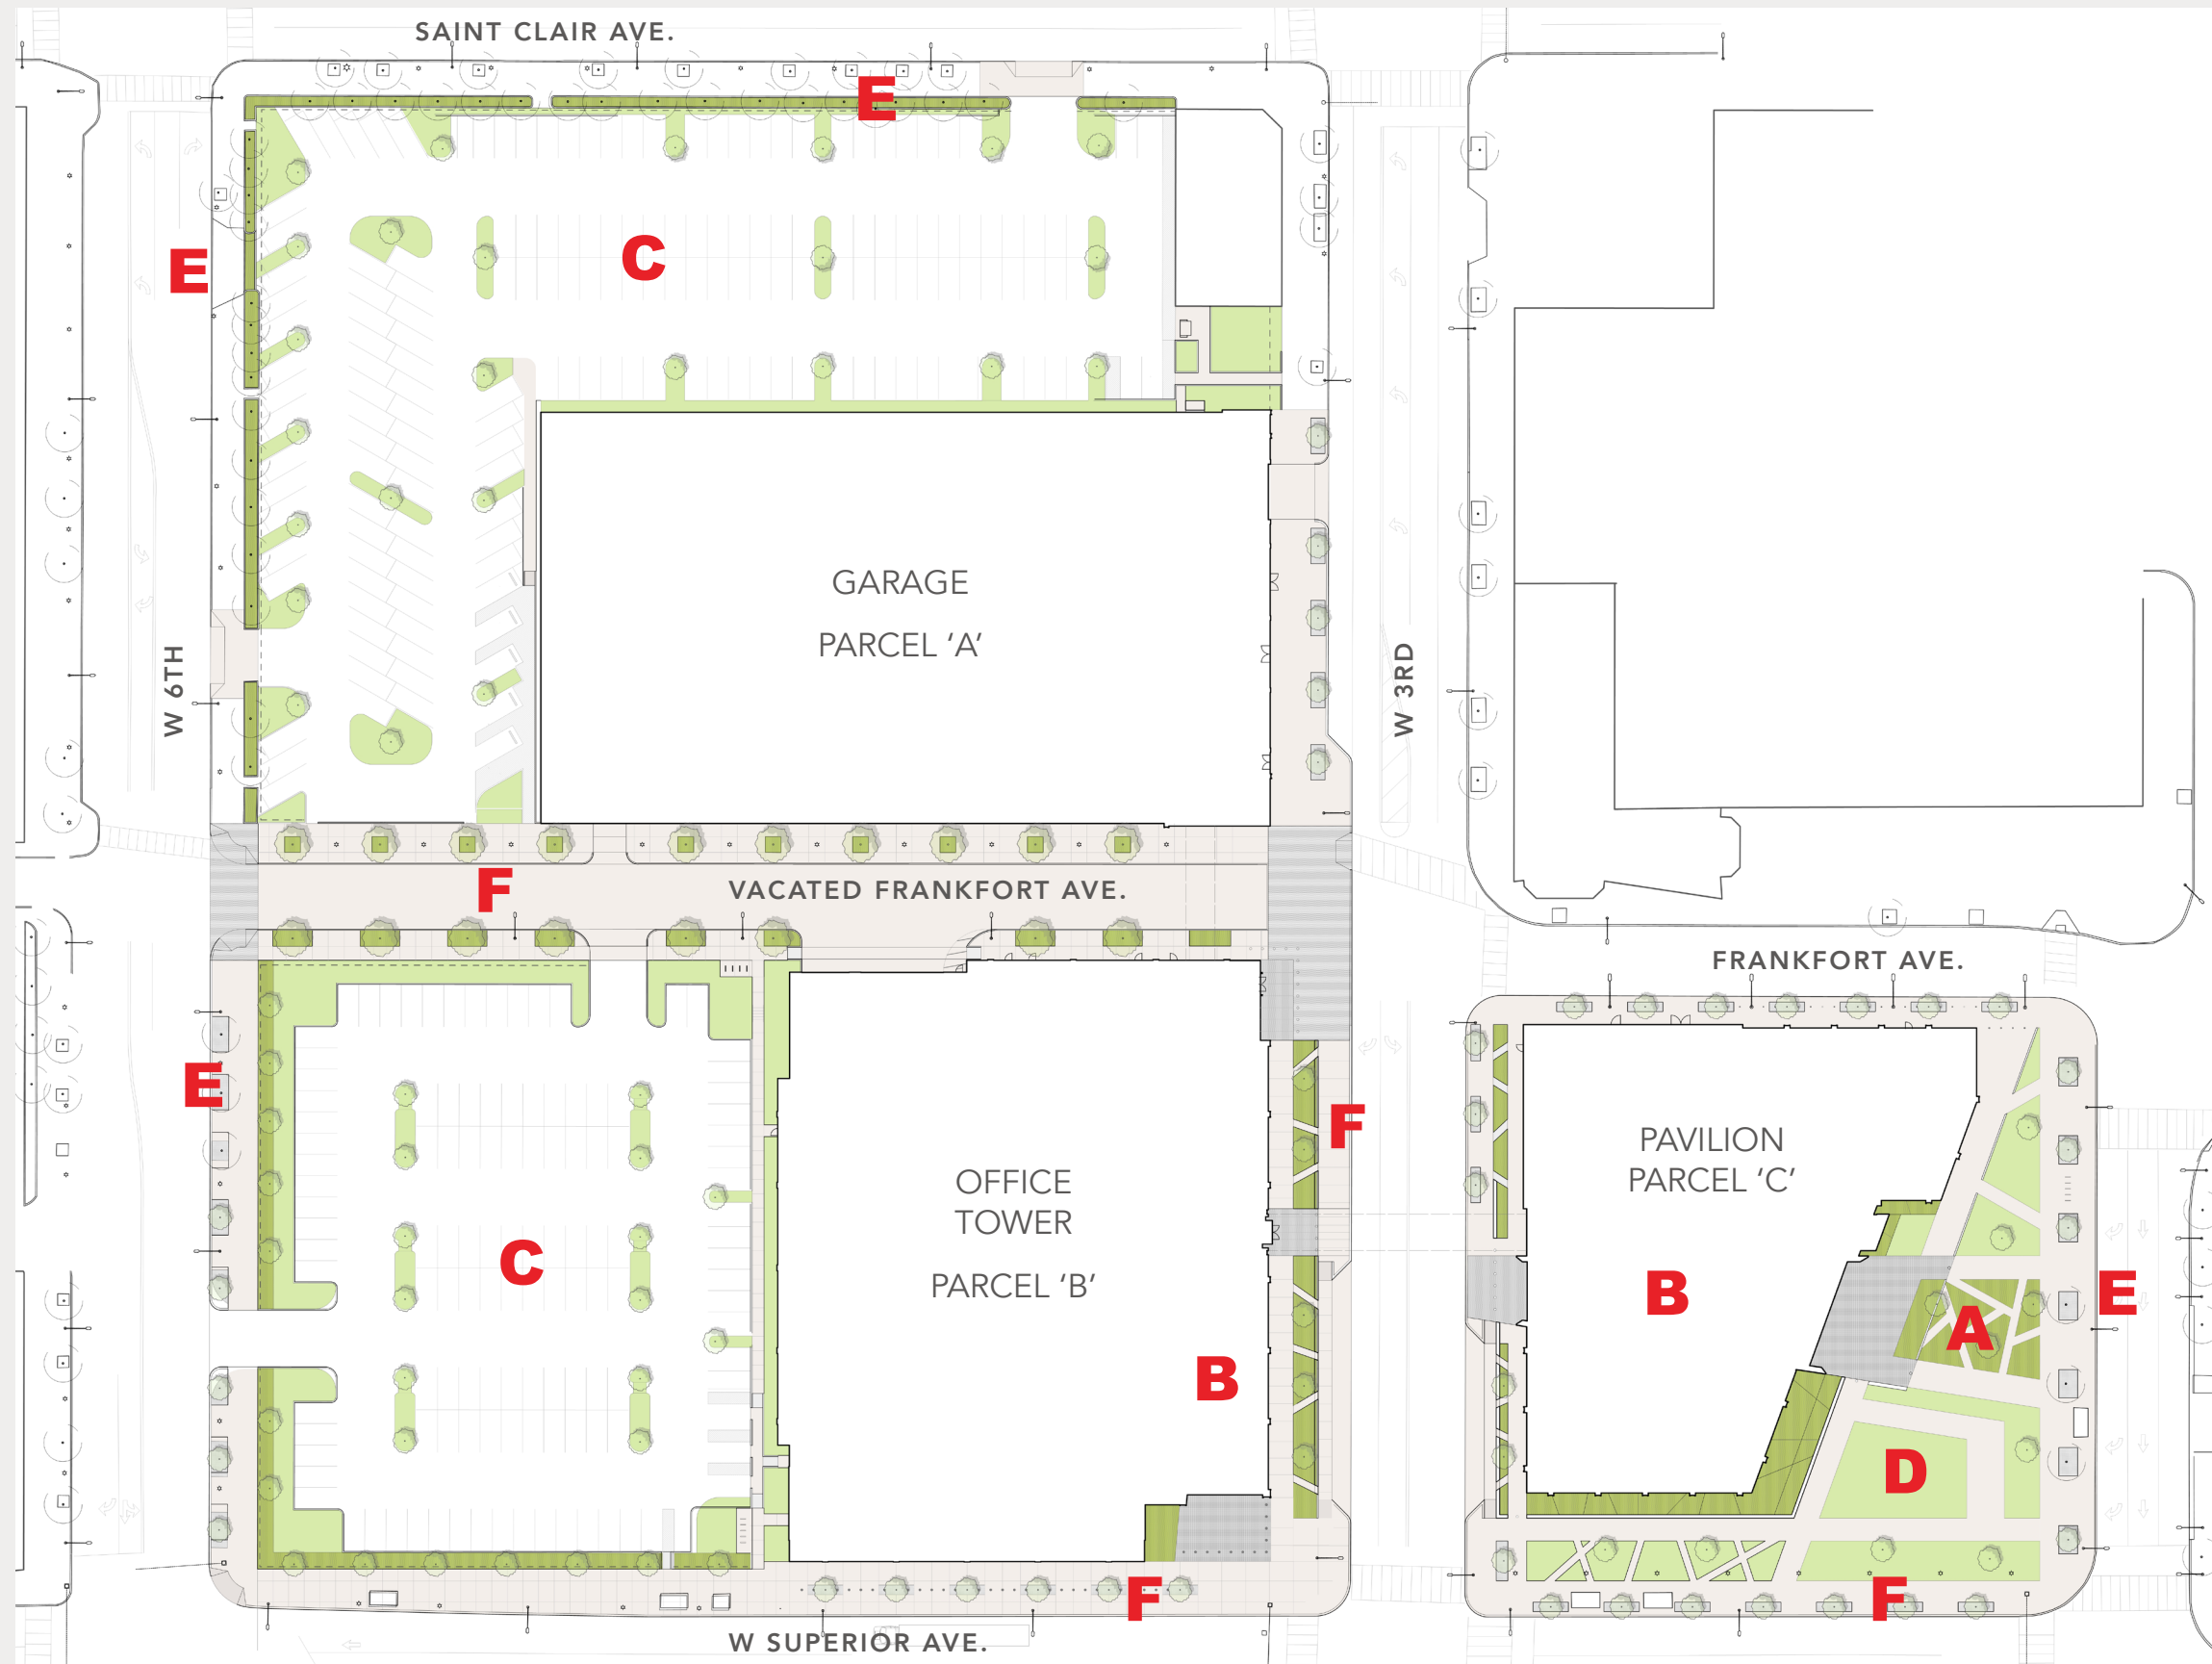 SAINT CLAIR AVE.
E
E
C
GARAGE
PARCEL ‘A’
W 6TH
W 3RD
F
VACATED FRANKFORT AVE.
FRANKFORT AVE.
E
F
OFFICE
TOWER
PARCEL ‘B’
PAVILION
PARCEL ‘C’
C
B
E
A
B
D
F
F
W SUPERIOR AVE.